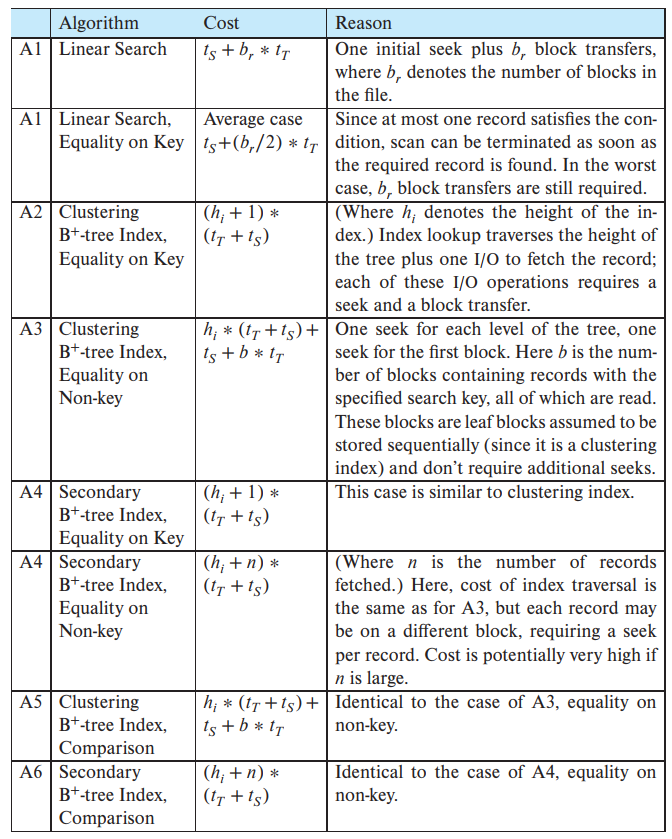 Algorithm Cost Reason
A1 Linear Search t_S + b_r * t_T One initial seek plus b_r block transfers,
where b_r denotes the number of blocks in
the file.
A1 Linear Search, Average case Since at most one record satisfies the con-
Equality on Key t_S+(b_r/2) * t_T dition, scan can be terminated as soon as
the required record is found. In the worst
case, b_r block transfers are still required.
A2 Clustering (h_i + 1) * (Where h_i denotes the height of the in-
B⁺-tree Index, (t_T + t_S) dex.) Index lookup traverses the height of
Equality on Key the tree plus one I/O to fetch the record;
each of these I/O operations requires a
seek and a block transfer.
A3 Clustering h_i * (t_T + t_S) + One seek for each level of the tree, one
B⁺-tree Index, t_S + b * t_T seek for the first block. Here b is the num-
Equality on ber of blocks containing records with the
Non-key specified search key, all of which are read.
These blocks are leaf blocks assumed to be
stored sequentially (since it is a clustering
index) and don't require additional seeks.
A4 Secondary (h_i + 1) * This case is similar to clustering index.
B⁺-tree Index, (t_T + t_S)
Equality on Key
A4 Secondary (h_i + n) * (Where n is the number of records
B⁺-tree Index, (t_T + t_S) fetched.) Here, cost of index traversal is
Equality on the same as for A3, but each record may
Non-key be on a different block, requiring a seek
per record. Cost is potentially very high if
n is large.
A5 Clustering h_i * (t_T + t_S) + Identical to the case of A3, equality on
B⁺-tree Index, t_S + b * t_T non-key.
Comparison
A6 Secondary (h_i + n) * Identical to the case of A4, equality on
B⁺-tree Index, (t_T + t_S) non-key.
Comparison